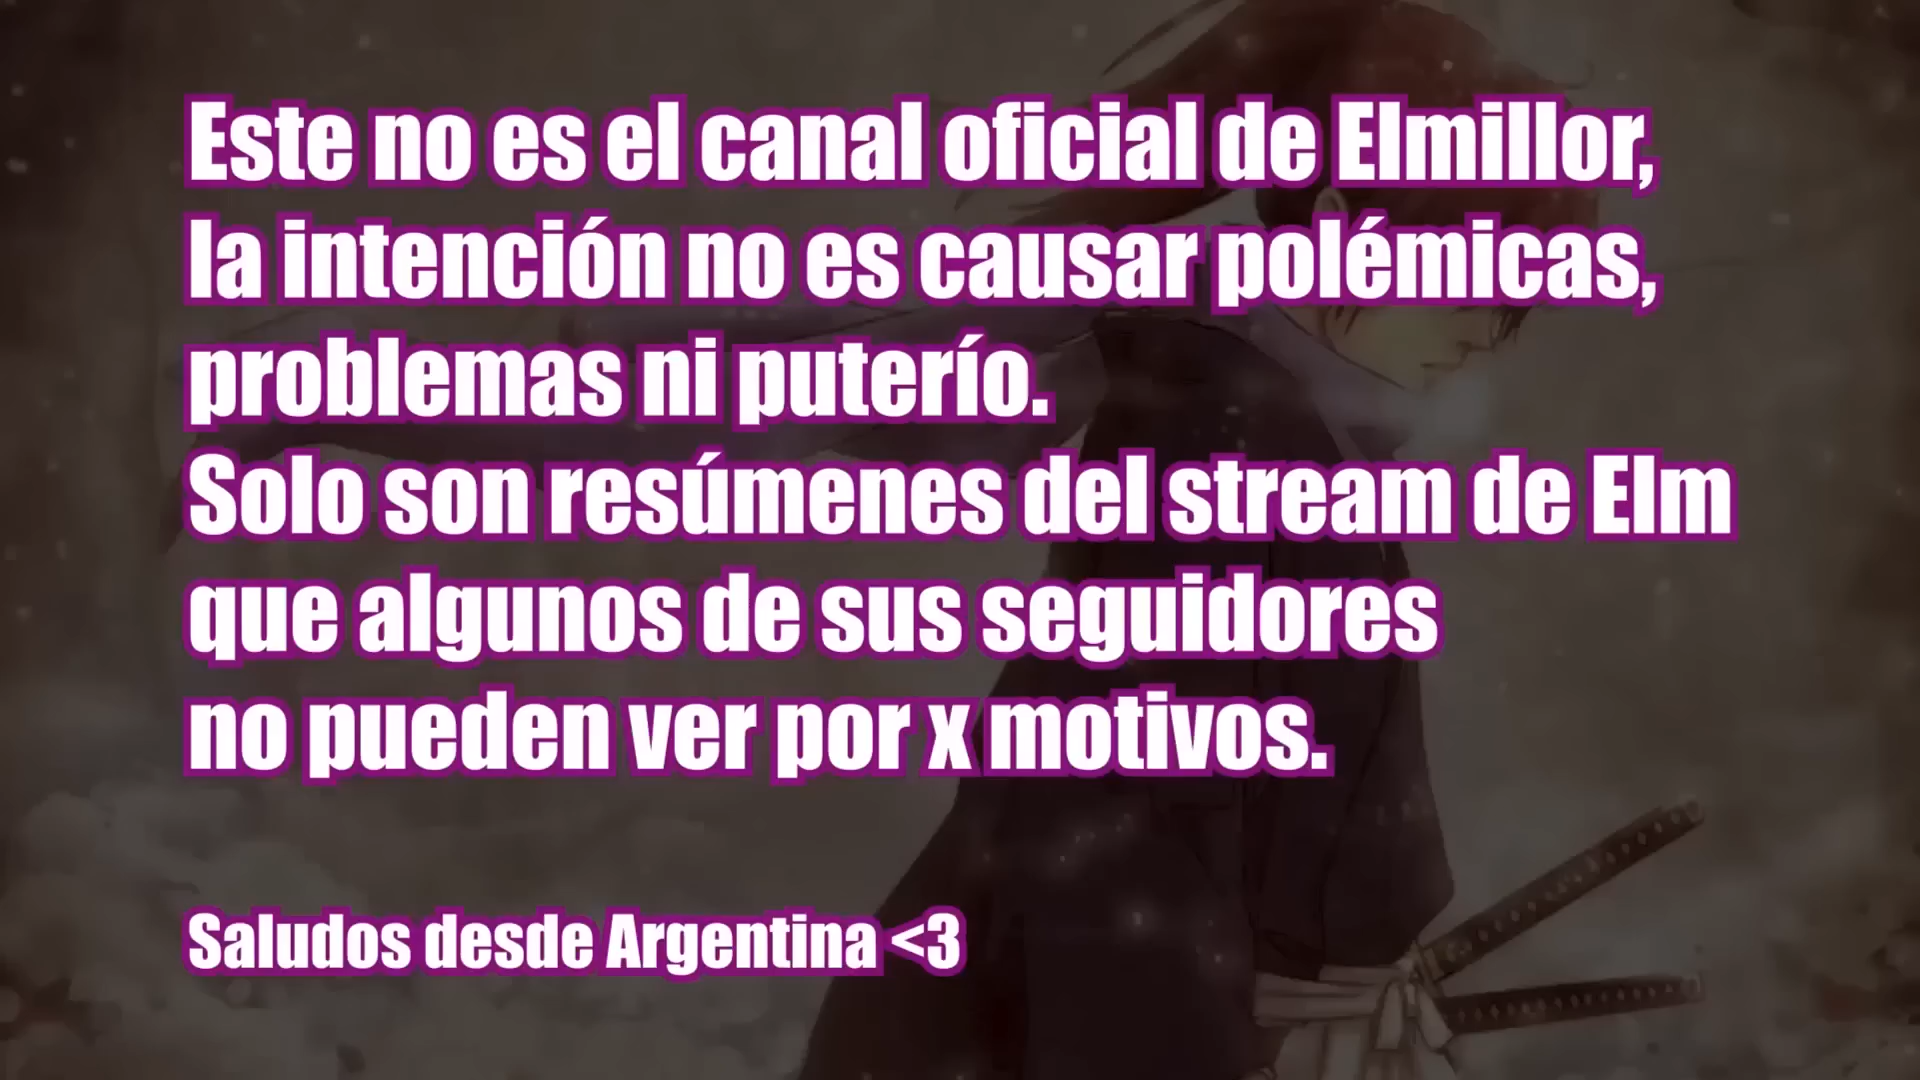 Este no es el canal oficial de Elmillor,
la intención no es causar polémicas,
problemas ni puterío.
Solo son resúmenes del stream de Elm
que algunos de sus seguidores
no pueden ver por x motivos.
Saludos desde Argentina <3